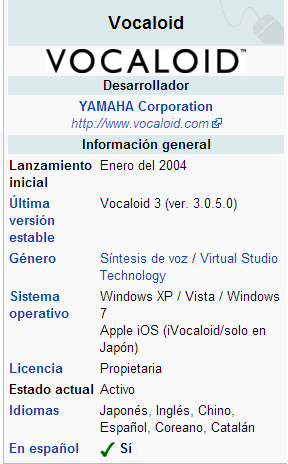 Vocaloid
VOCALOID™
Desarrollador
YAMAHA Corporation
http://www.vocaloid.com
Información general
Lanzamiento Enero del 2004
inicial
Última Vocaloid 3 (ver. 3.0.5.0)
versión
estable
Género Síntesis de voz / Virtual Studio
Technology
Sistema Windows XP / Vista / Windows
operativo 7
Apple iOS (iVocaloid/solo en
Japón)
Licencia Propietaria
Estado actual Activo
Idiomas Japonés, Inglés, Chino,
Español, Coreano, Catalán
En español Sí